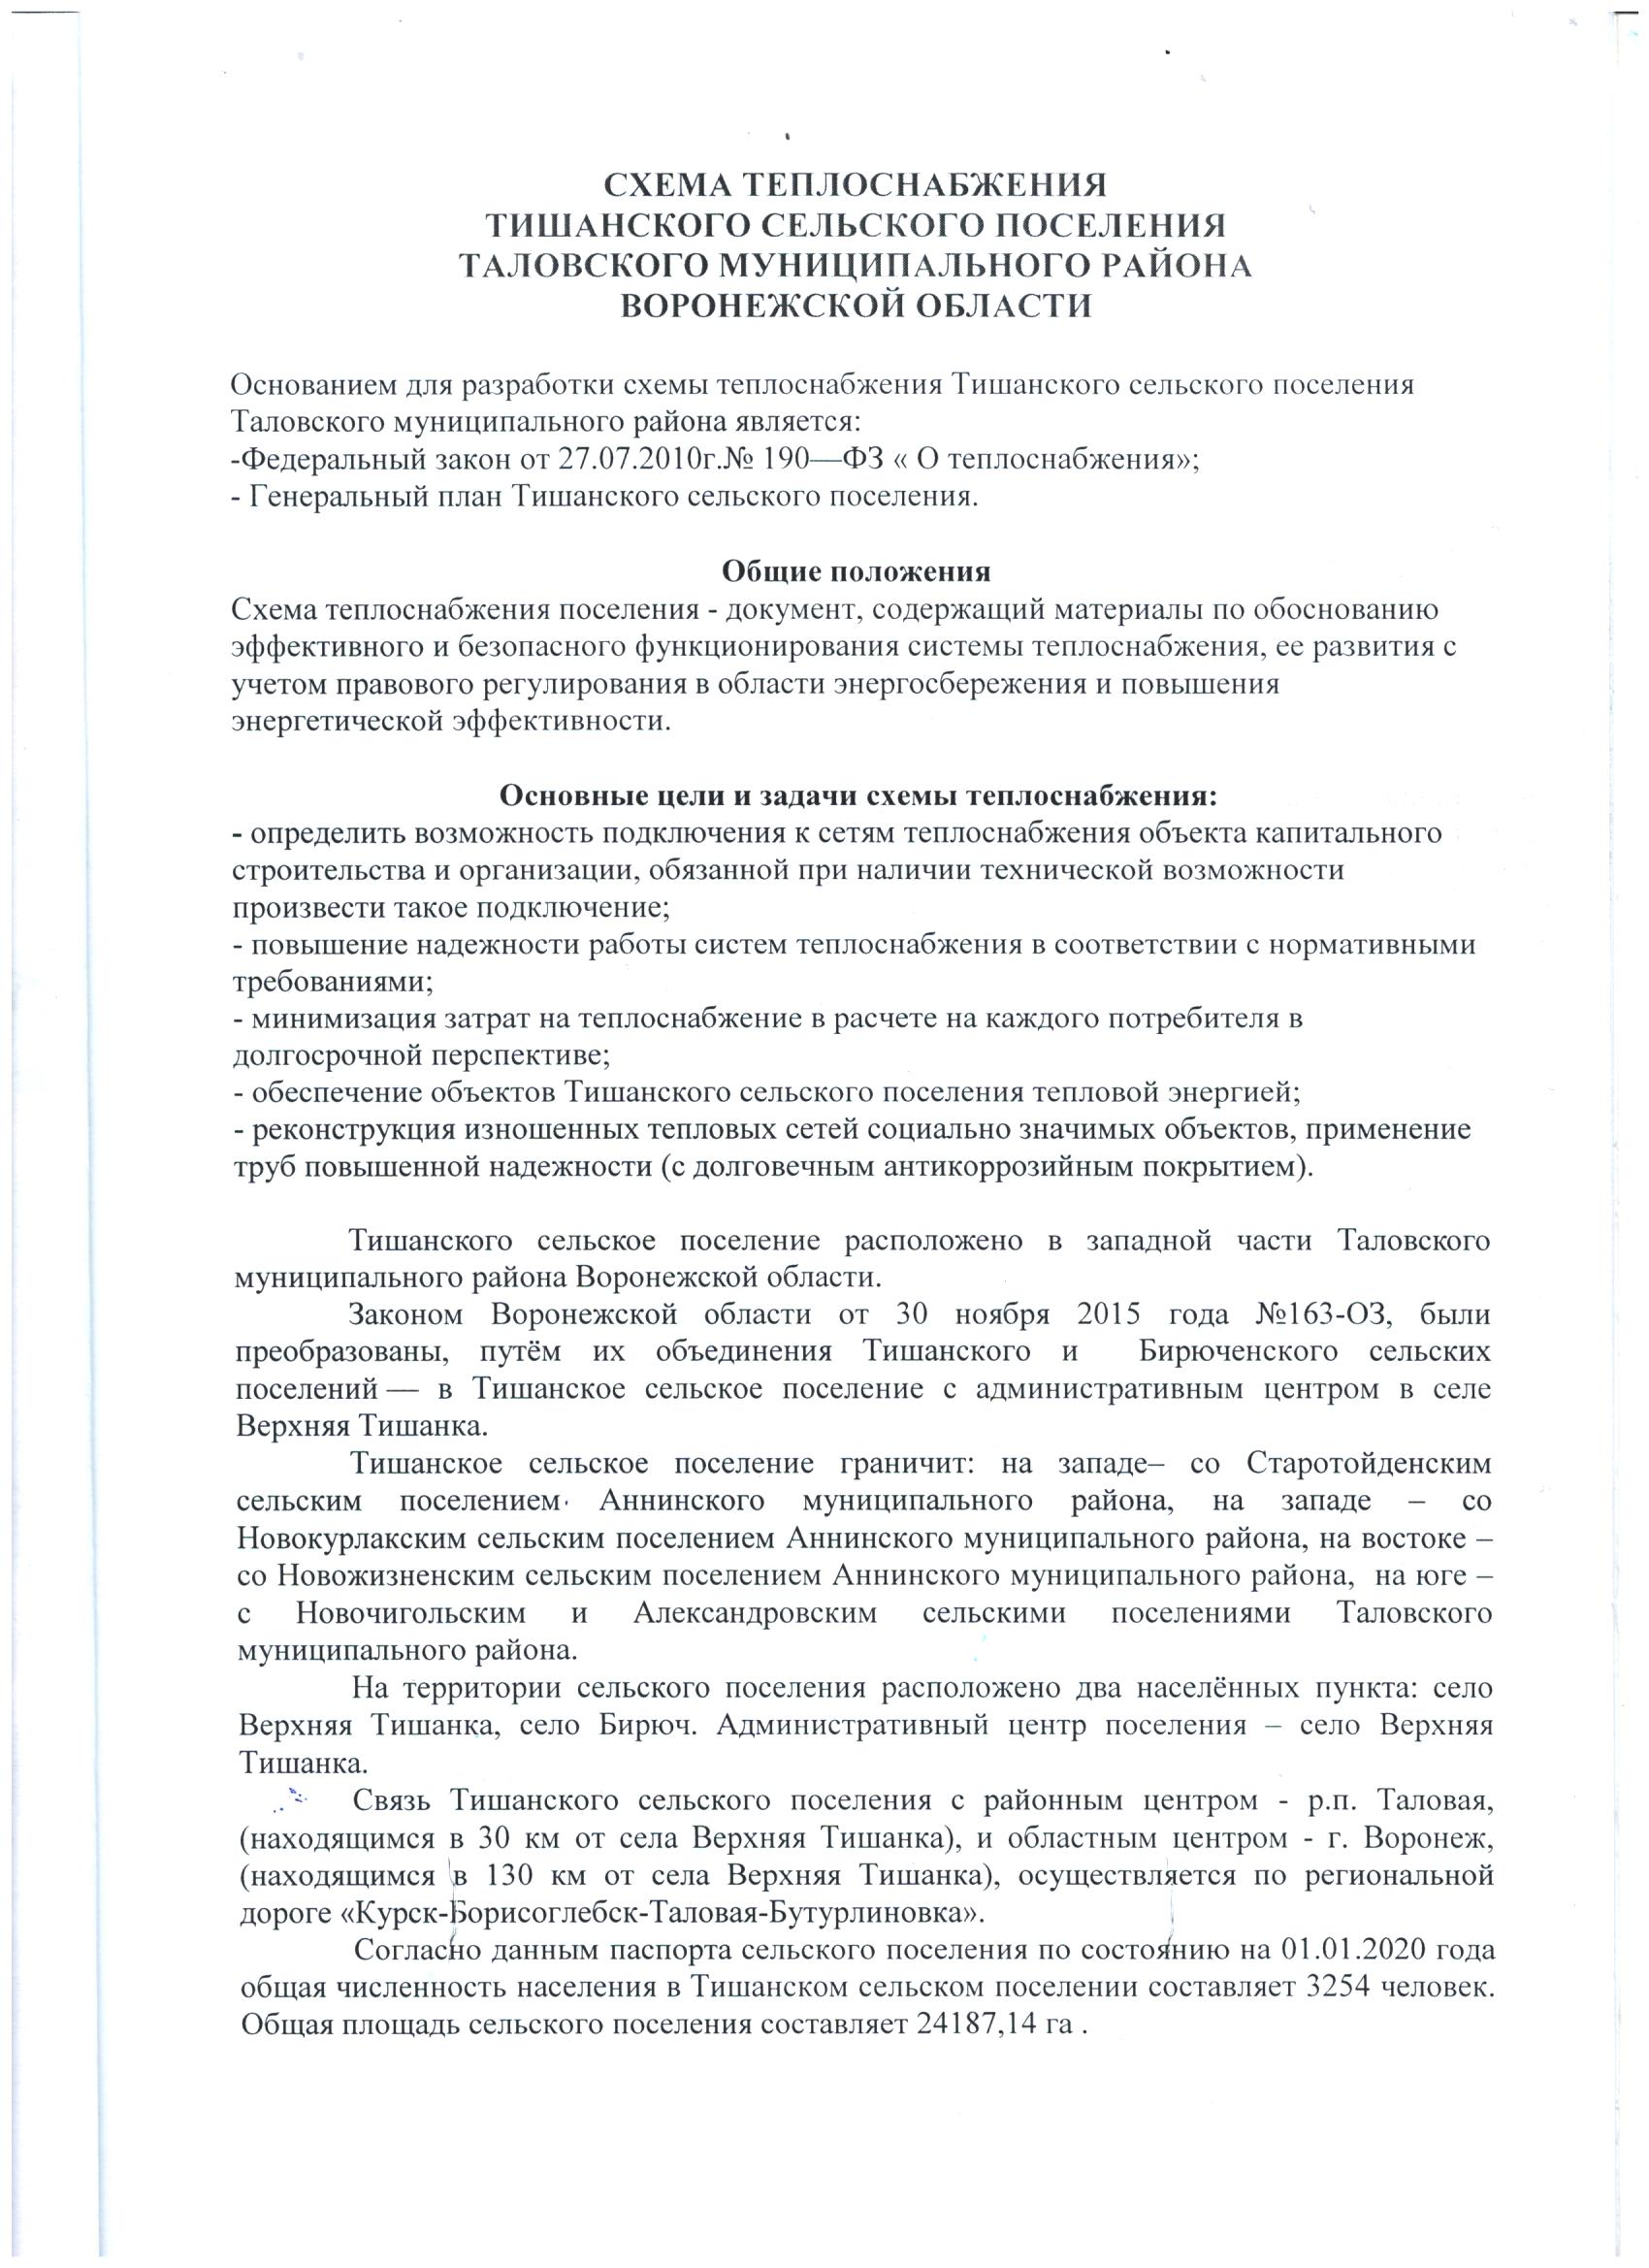 СХЕМА ТЕПЛОСНАБЖЕНИЯ
ТИШАНСКОГО СЕЛЬСКОГО ПОСЕЛЕНИЯ
ТАЛОВСКОГО МУНИЦИПАЛЬНОГО РАЙОНА
ВОРОНЕЖСКОЙ ОБЛАСТИ
Основанием для разработки схемы теплоснабжения Тишанского сельского поселения
Таловского муниципального района является:
-Федеральный закон от 27.07.2010г.№ 190—ФЗ « О теплоснабжения»;
- Генеральный план Тишанского сельского поселения.
Общие положения
Схема теплоснабжения поселения - документ, содержащий материалы по обоснованию
эффективного и безопасного функционирования системы теплоснабжения, ее развития с
учетом правового регулирования в области энергосбережения и повышения
энергетической эффективности.
Основные цели и задачи схемы теплоснабжения:
- определить возможность подключения к сетям теплоснабжения объекта капитального
строительства и организации, обязанной при наличии технической возможности
произвести такое подключение;
- повышение надежности работы систем теплоснабжения в соответствии с нормативными
требованиями;
- минимизация затрат на теплоснабжение в расчете на каждого потребителя в
долгосрочной перспективе;
- обеспечение объектов Тишанского сельского поселения тепловой энергией;
- реконструкция изношенных тепловых сетей социально значимых объектов, применение
труб повышенной надежности (с долговечным антикоррозийным покрытием).
Тишанского сельское поселение расположено в западной части Таловского
муниципального района Воронежской области.
Законом Воронежской области от 30 ноября 2015 года №163-ОЗ, были
преобразованы, путём их объединения Тишанского и Бирюченского сельских
поселений — в Тишанское сельское поселение с административным центром в селе
Верхняя Тишанка.
Тишанское сельское поселение граничит: на западе– со Старотойденским
сельским поселением Аннинского муниципального района, на западе – со
Новокурлакским сельским поселением Аннинского муниципального района, на востоке –
со Новожизненским сельским поселением Аннинского муниципального района, на юге –
с Новочигольским и Александровским сельскими поселениями Таловского
муниципального района.
На территории сельского поселения расположено два населённых пункта: село
Верхняя Тишанка, село Бирюч. Административный центр поселения – село Верхняя
Тишанка.
Связь Тишанского сельского поселения с районным центром - р.п. Таловая,
(находящимся в 30 км от села Верхняя Тишанка), и областным центром - г. Воронеж,
(находящимся в 130 км от села Верхняя Тишанка), осуществляется по региональной
дороге «Курск-Борисоглебск-Таловая-Бутурлиновка».
Согласно данным паспорта сельского поселения по состоянию на 01.01.2020 года
общая численность населения в Тишанском сельском поселении составляет 3254 человек.
Общая площадь сельского поселения составляет 24187,14 га .